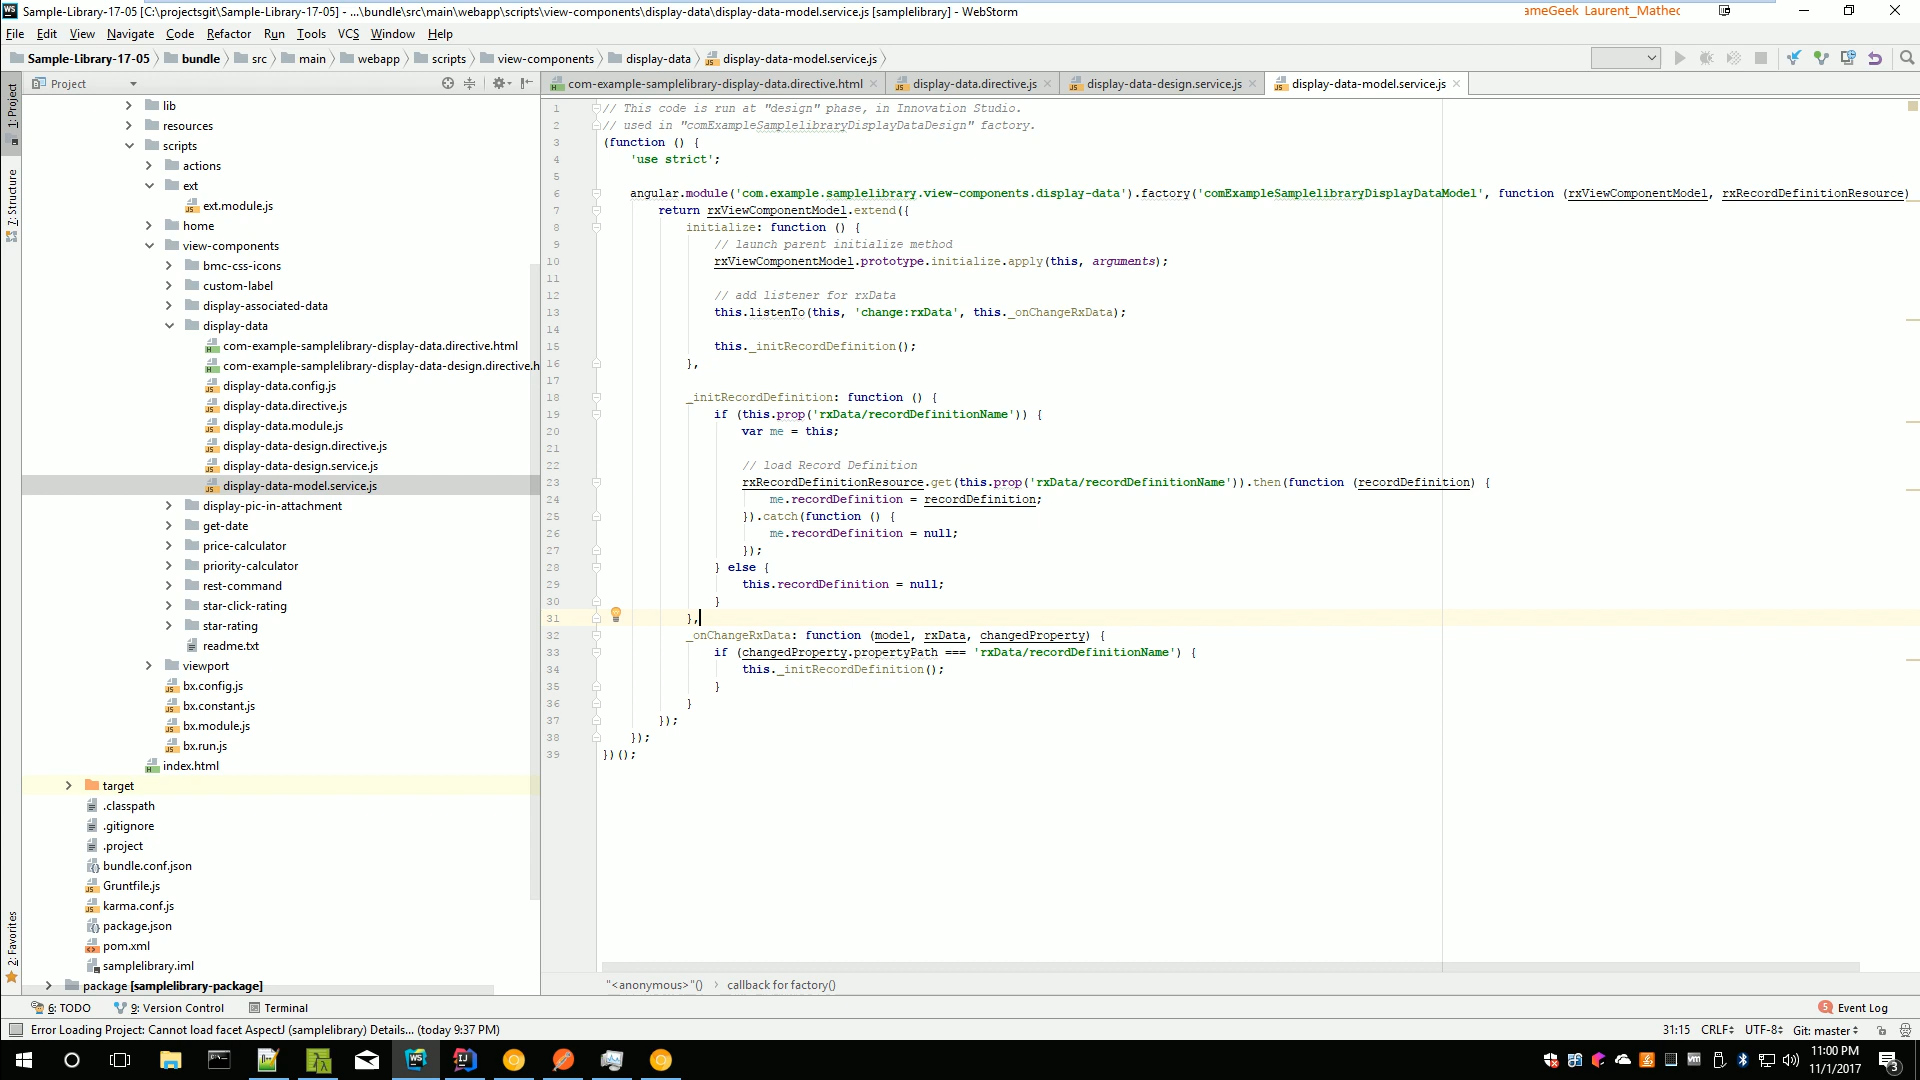 Sample-Library-17-05 [C:\projectsgit\Sample-Library-17-05] - ...\bundle\src\main\webapp\scripts\view-components\display-data\display-data-model.service.js [samplelibrary] - WebStorm
ameGeek Laurent_Mathec
File Edit View Navigate Code Refactor Run Tools VCS Window Help
Sample-Library-17-05 bundle src main webapp scripts view-components display-data display-data-model.service.js
Project
com-example-samplelibrary-display-data.directive.html
display-data.directive.js
display-data-design.service.js
display-data-model.service.js
1: Project
7: Structure
2: Favorites
lib
resources
scripts
actions
ext
ext.module.js
home
view-components
bmc-css-icons
custom-label
display-associated-data
display-data
com-example-samplelibrary-display-data.directive.html
com-example-samplelibrary-display-data-design.directive.h
display-data.config.js
display-data.directive.js
display-data.module.js
display-data-design.directive.js
display-data-design.service.js
display-data-model.service.js
display-pic-in-attachment
get-date
price-calculator
priority-calculator
rest-command
star-click-rating
star-rating
readme.txt
viewport
bx.config.js
bx.constant.js
bx.module.js
bx.run.js
index.html
target
.classpath
.gitignore
.project
bundle.conf.json
Gruntfile.js
karma.conf.js
package.json
pom.xml
samplelibrary.iml
package [samplelibrary-package]
1 // This code is run at "design" phase, in Innovation Studio.
2 // used in "comExampleSamplelibraryDisplayDataDesign" factory.
3 (function () {
4 'use strict';
5
6 angular.module('com.example.samplelibrary.view-components.display-data').factory('comExampleSamplelibraryDisplayDataModel', function (rxViewComponentModel, rxRecordDefinitionResource)
7 return rxViewComponentModel.extend({
8 initialize: function () {
9 // launch parent initialize method
10 rxViewComponentModel.prototype.initialize.apply(this, arguments);
11
12 // add listener for rxData
13 this.listenTo(this, 'change:rxData', this._onChangeRxData);
14
15 this._initRecordDefinition();
16 },
17
18 _initRecordDefinition: function () {
19 if (this.prop('rxData/recordDefinitionName')) {
20 var me = this;
21
22 // load Record Definition
23 rxRecordDefinitionResource.get(this.prop('rxData/recordDefinitionName')).then(function (recordDefinition) {
24 me.recordDefinition = recordDefinition;
25 }).catch(function () {
26 me.recordDefinition = null;
27 });
28 } else {
29 this.recordDefinition = null;
30 }
31 },
32 _onChangeRxData: function (model, rxData, changedProperty) {
33 if (changedProperty.propertyPath === 'rxData/recordDefinitionName') {
34 this._initRecordDefinition();
35 }
36 }
37 });
38 });
39 })();
"<anonymous>"() callback for factory()
6: TODO 9: Version Control Terminal
5 Event Log
Error Loading Project: Cannot load facet AspectJ (samplelibrary) Details... (today 9:37 PM)
31:15 CRLF UTF-8 Git: master
11:00 PM
11/1/2017
3